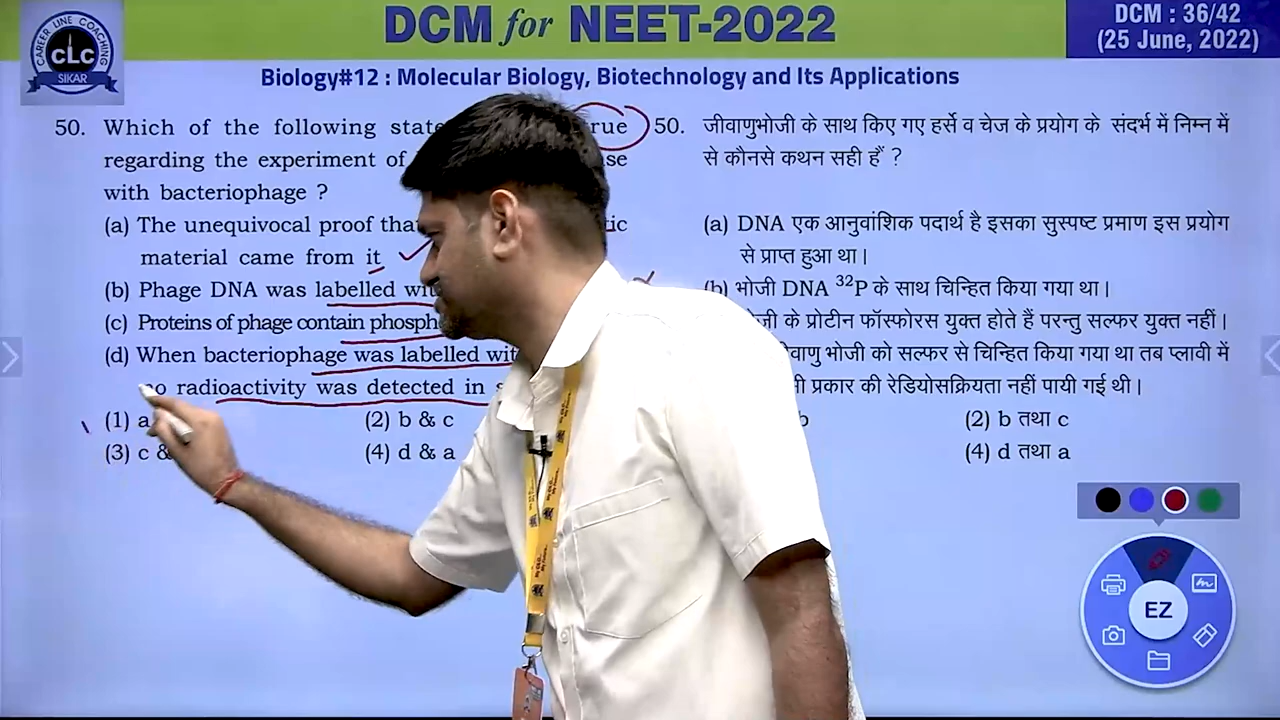 CAREER LINE COACHING
CLC
SIKAR
DCM for NEET-2022
DCM : 36/42
(25 June, 2022)
Biology#12 : Molecular Biology, Biotechnology and Its Applications
50. Which of the following state rue
regarding the experiment of se
with bacteriophage ?
(a) The unequivocal proof tha tic
material came from it
(b) Phage DNA was labelled wit
(c) Proteins of phage contain phosph
(d) When bacteriophage was labelled wit
no radioactivity was detected in s
(1) a (2) b & c
(3) c & (4) d & a
50. जीवाणुभोजी के साथ किए गए हर्से व चेज के प्रयोग के संदर्भ में निम्न में
से कौनसे कथन सही हैं ?
(a) DNA एक आनुवांशिक पदार्थ है इसका सुस्पष्ट प्रमाण इस प्रयोग
से प्राप्त हुआ था।
(b) भोजी DNA ³²P के साथ चिन्हित किया गया था।
जी के प्रोटीन फॉस्फोरस युक्त होते हैं परन्तु सल्फर युक्त नहीं।
वाणु भोजी को सल्फर से चिन्हित किया गया था तब प्लावी में
भी प्रकार की रेडियोसक्रियता नहीं पायी गई थी।
b (2) b तथा c
(4) d तथा a
EZ